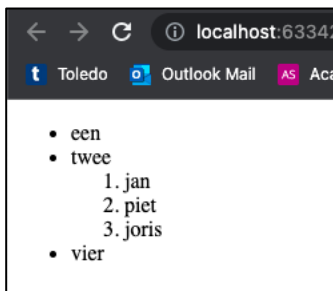 localhost:63342
t Toledo Outlook Mail AS Aca
een
twee
1. jan
2. piet
3. joris
vier